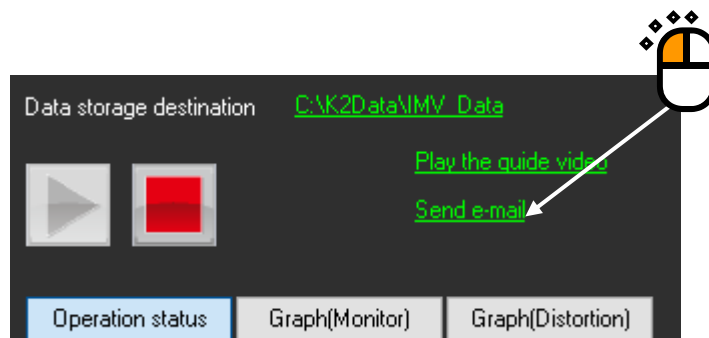 Data storage destination C:\K2Data\IMV_Data
Play the guide video
Send e-mail
Operation status Graph(Monitor) Graph(Distortion)